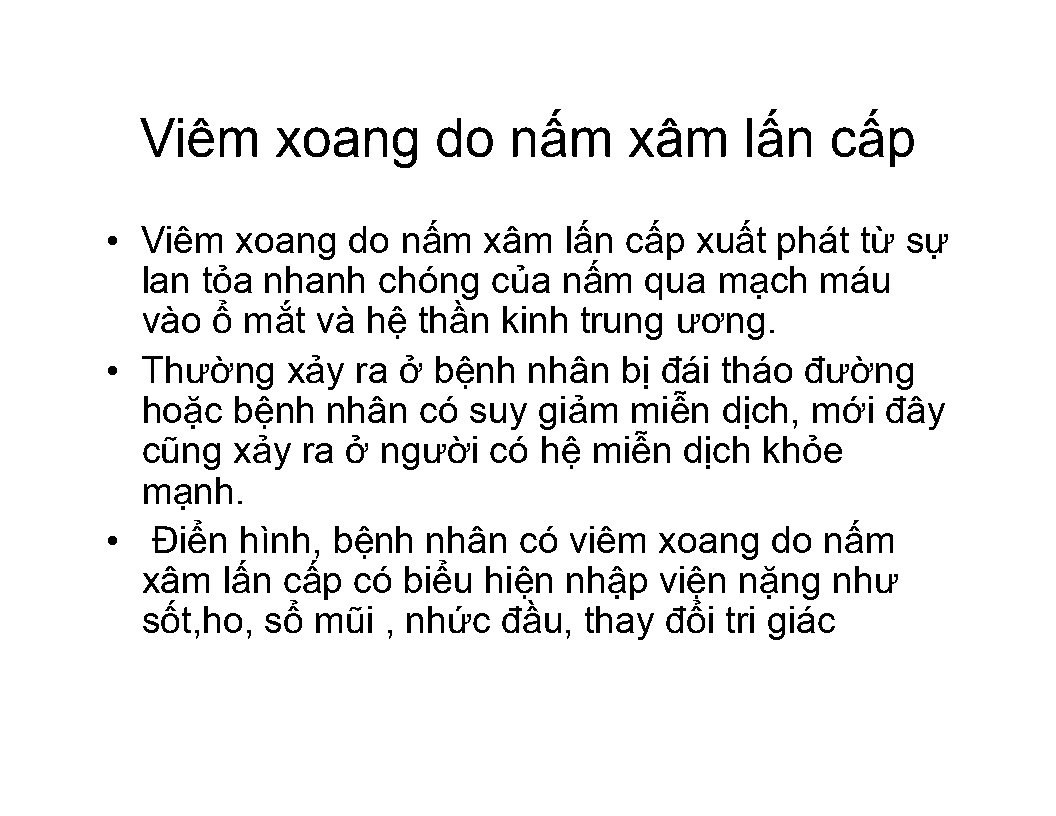 Viêm xoang do nấm xâm lấn cấp
• Viêm xoang do nấm xâm lấn cấp xuất phát từ sự
lan tỏa nhanh chóng của nấm qua mạch máu
vào ổ mắt và hệ thần kinh trung ương.
• Thường xảy ra ở bệnh nhân bị đái tháo đường
hoặc bệnh nhân có suy giảm miễn dịch, mới đây
cũng xảy ra ở người có hệ miễn dịch khỏe
mạnh.
• Điển hình, bệnh nhân có viêm xoang do nấm
xâm lấn cấp có biểu hiện nhập viện nặng như
sốt,ho, sổ mũi , nhức đầu, thay đổi tri giác